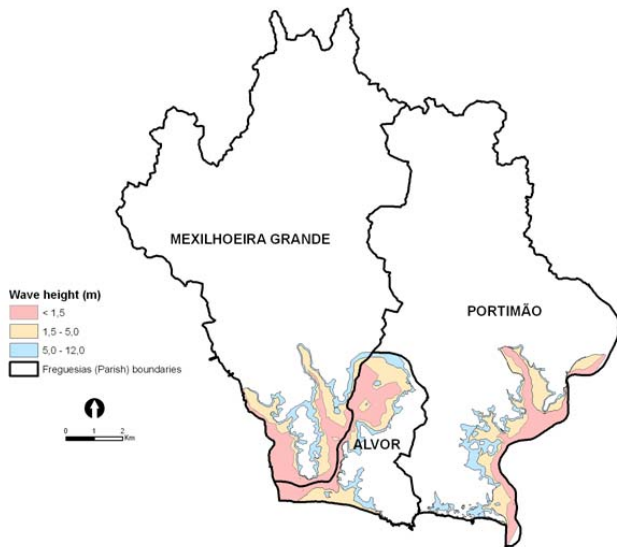 MEXILHOEIRA GRANDE
PORTIMÃO
ALVOR
Wave height (m)
< 1,5
1,5 - 5,0
5,0 - 12,0
Freguesias (Parish) boundaries
0 1 2
Km